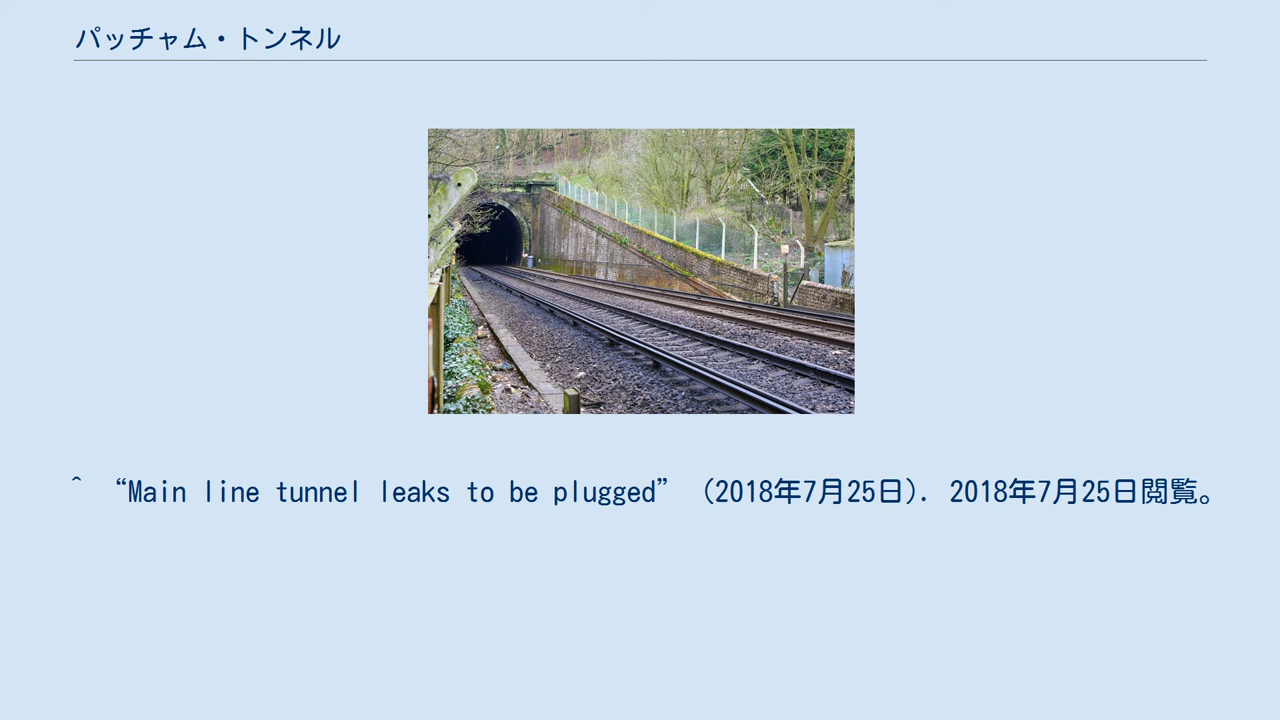 パッチャム・トンネル
^ “Main line tunnel leaks to be plugged” (2018年7月25日). 2018年7月25日閲覧。